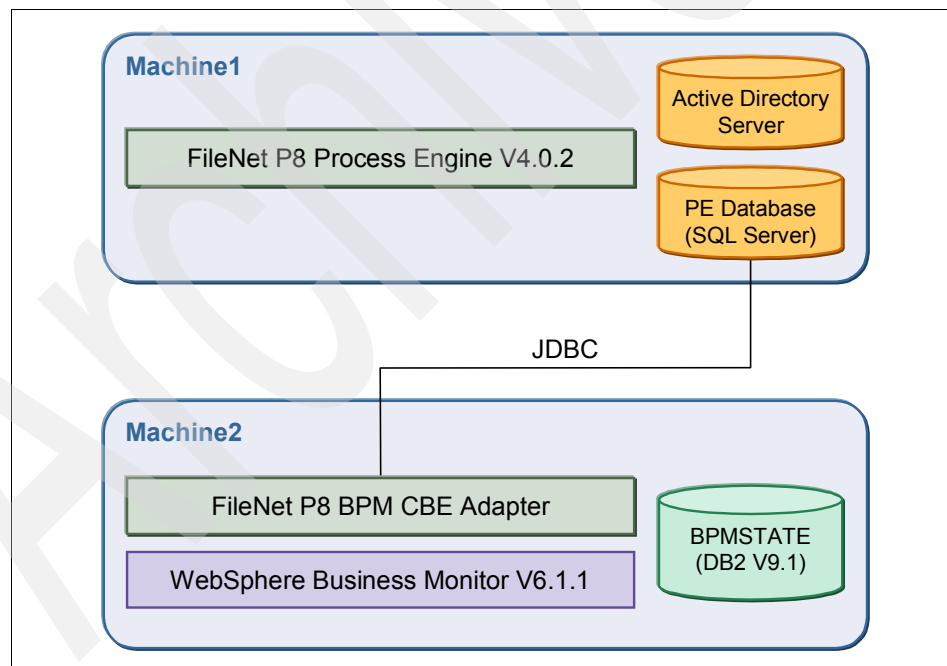 Machine1
Active Directory
Server
FileNet P8 Process Engine V4.0.2
PE Database
(SQL Server)
JDBC
Machine2
FileNet P8 BPM CBE Adapter
WebSphere Business Monitor V6.1.1
BPMSTATE
(DB2 V9.1)